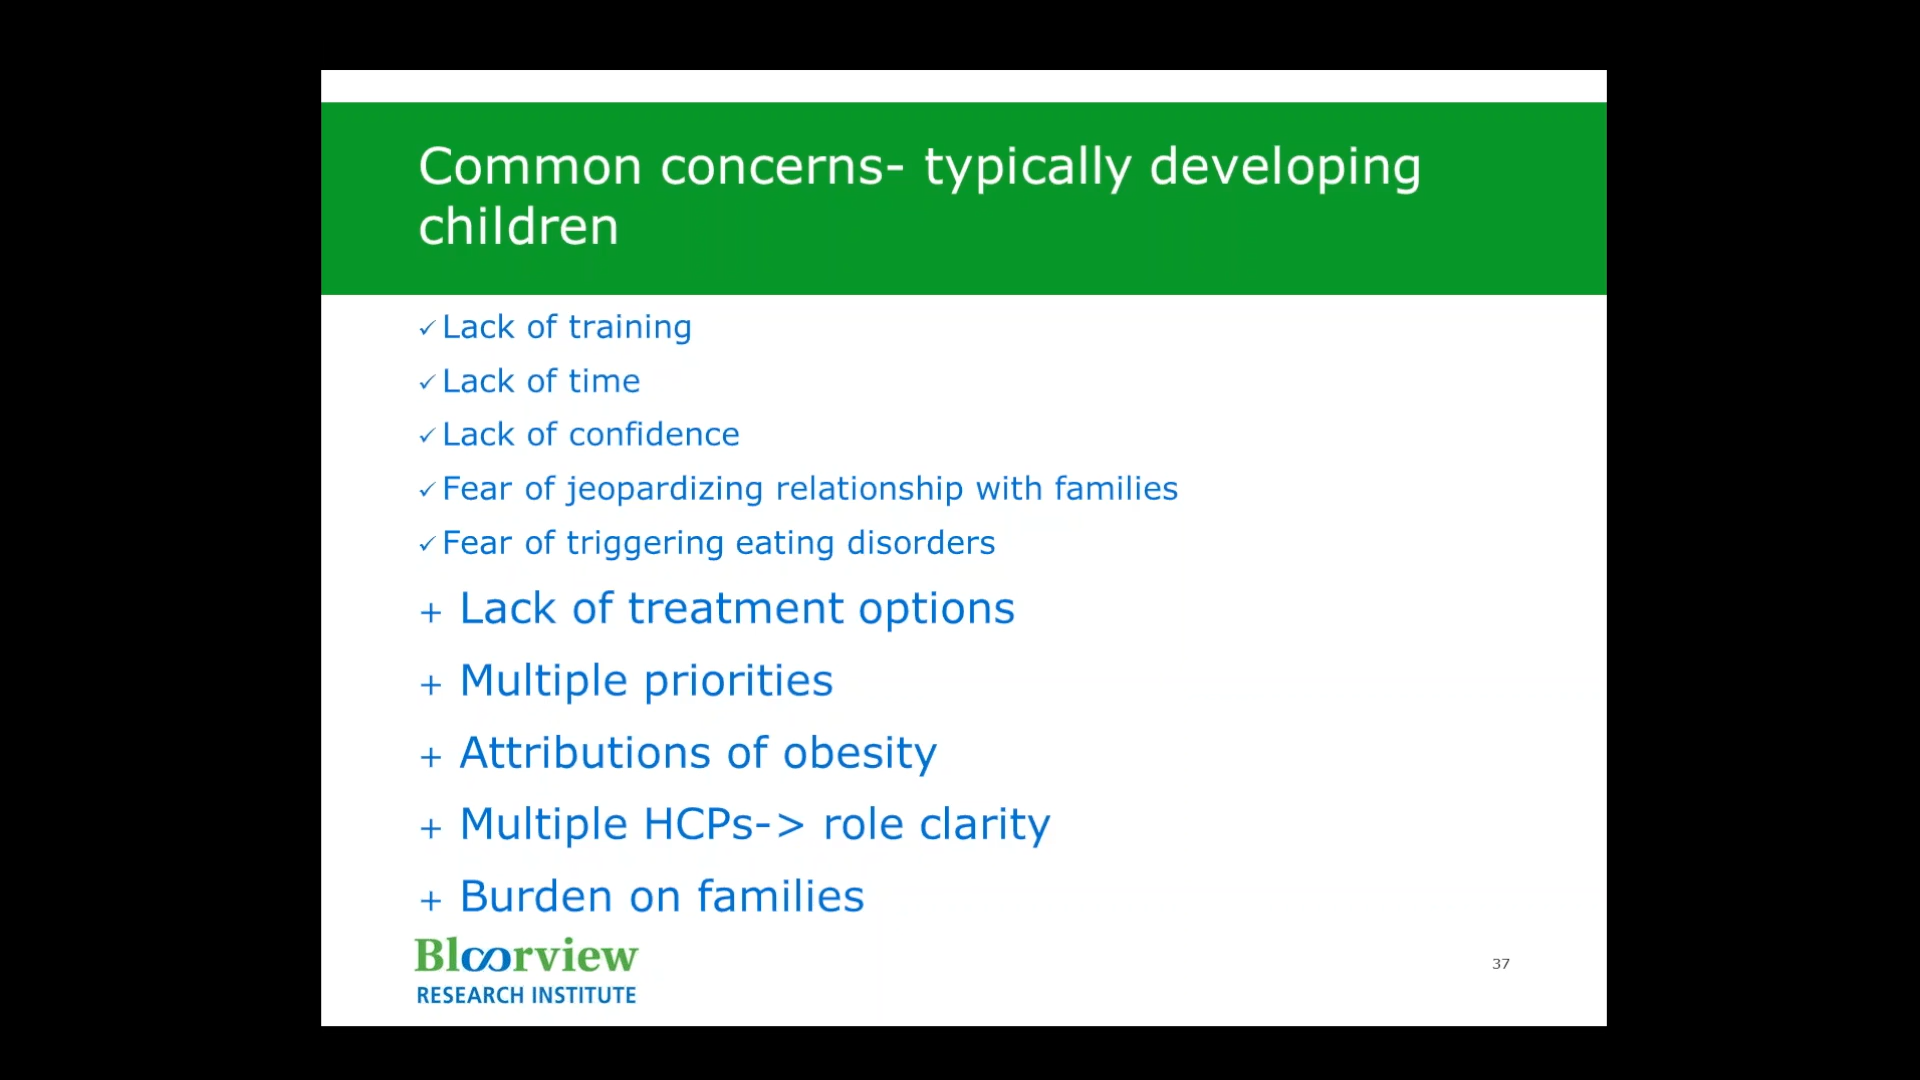 Common concerns- typically developing
children
✓Lack of training
✓Lack of time
✓Lack of confidence
✓Fear of jeopardizing relationship with families
✓Fear of triggering eating disorders
+ Lack of treatment options
+ Multiple priorities
+ Attributions of obesity
+ Multiple HCPs-> role clarity
+ Burden on families
Bloorview
RESEARCH INSTITUTE
37